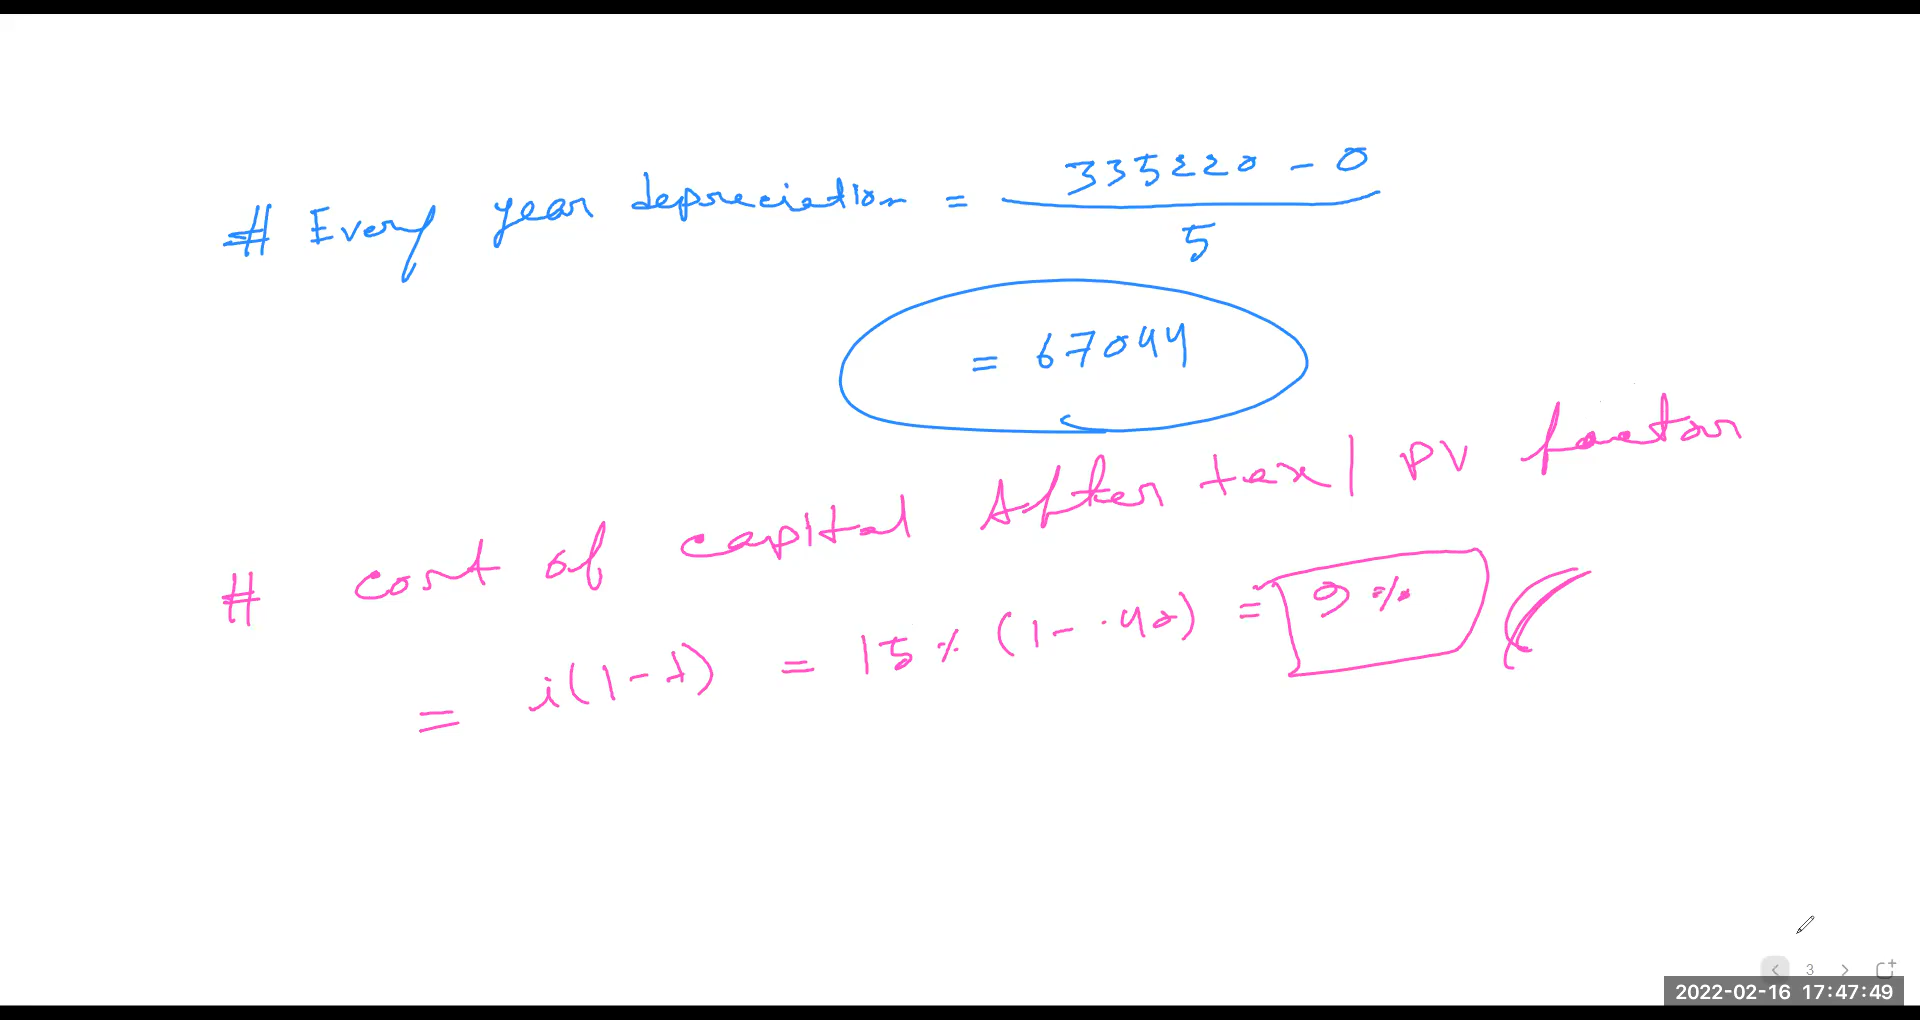 # Every year depreciation = 335220 - 0
5
= 67044
# cost of capital After tax / PV factor
= i(1-t) = 15% (1- .40) = 9%
3
2022-02-16 17:47:49